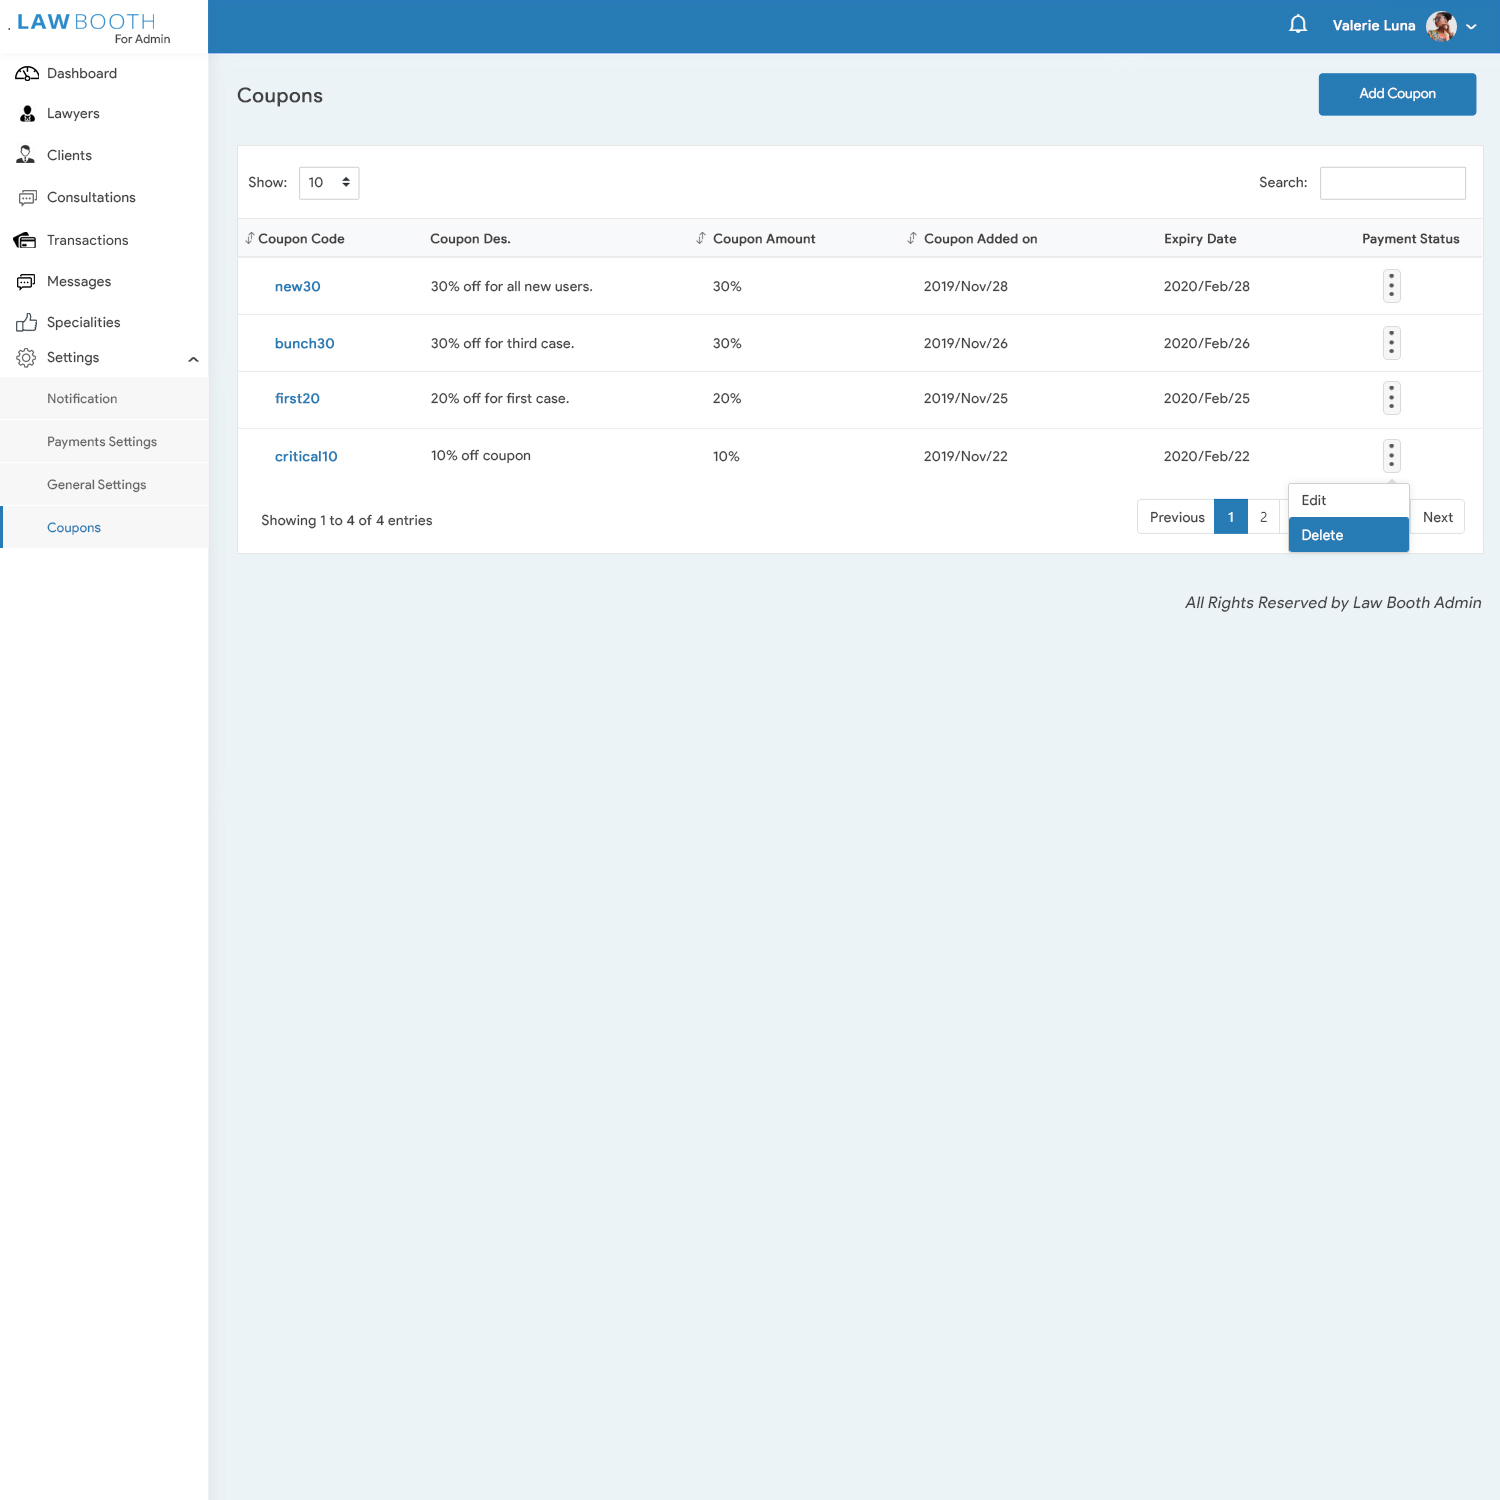 LAW BOOTH
For Admin
Valerie Luna
Dashboard
Lawyers
Clients
Consultations
Transactions
Messages
Specialities
Settings
Notification
Payments Settings
General Settings
Coupons
Coupons
Add Coupon
Show: 10
Search:
Coupon Code Coupon Des. Coupon Amount Coupon Added on Expiry Date Payment Status
new30 30% off for all new users. 30% 2019/Nov/28 2020/Feb/28
bunch30 30% off for third case. 30% 2019/Nov/26 2020/Feb/26
first20 20% off for first case. 20% 2019/Nov/25 2020/Feb/25
critical10 10% off coupon 10% 2019/Nov/22 2020/Feb/22
Edit
Delete
Showing 1 to 4 of 4 entries
Previous 1 2 Next
All Rights Reserved by Law Booth Admin